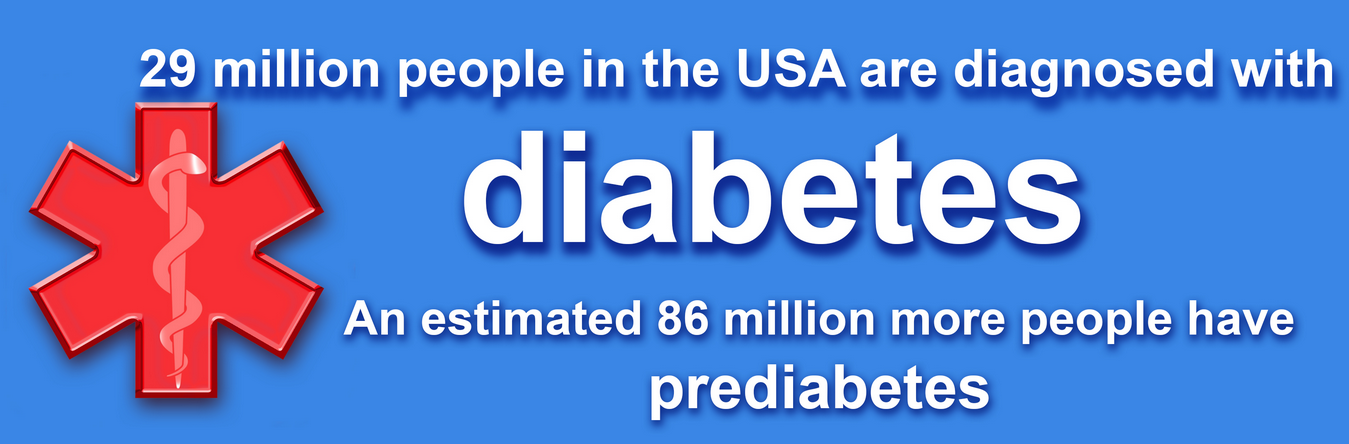 29 million people in the USA are diagnosed with
diabetes
An estimated 86 million more people have
prediabetes